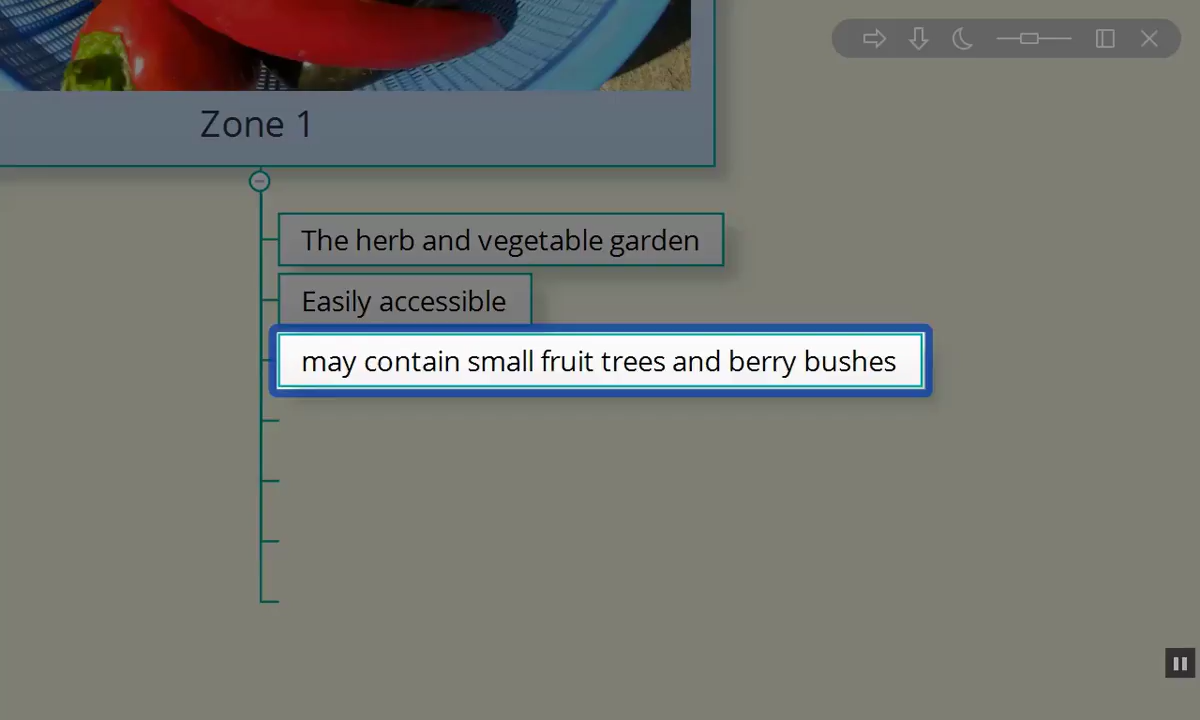 Zone 1
The herb and vegetable garden
Easily accessible
may contain small fruit trees and berry bushes